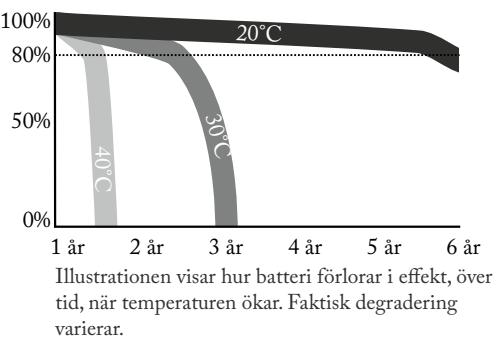 100%
20°C
80%
50%
30°C
40°C
0%
1 år 2 år 3 år 4 år 5 år 6 år
Illustrationen visar hur batteri förlorar i effekt, över
tid, när temperaturen ökar. Faktisk degradering
varierar.